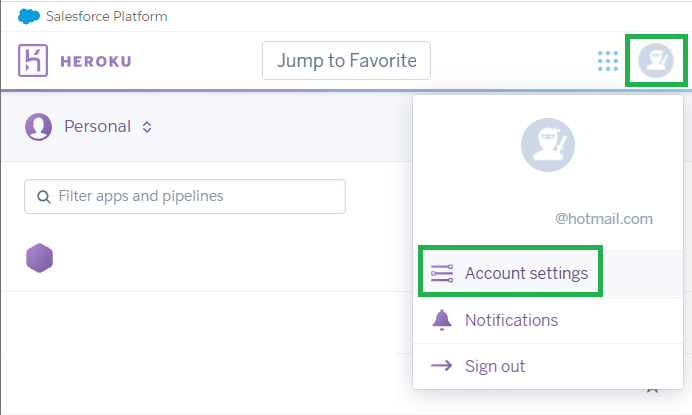 Salesforce Platform
HEROKU
Jump to Favorite
Personal
Filter apps and pipelines
@hotmail.com
Account settings
Notifications
Sign out